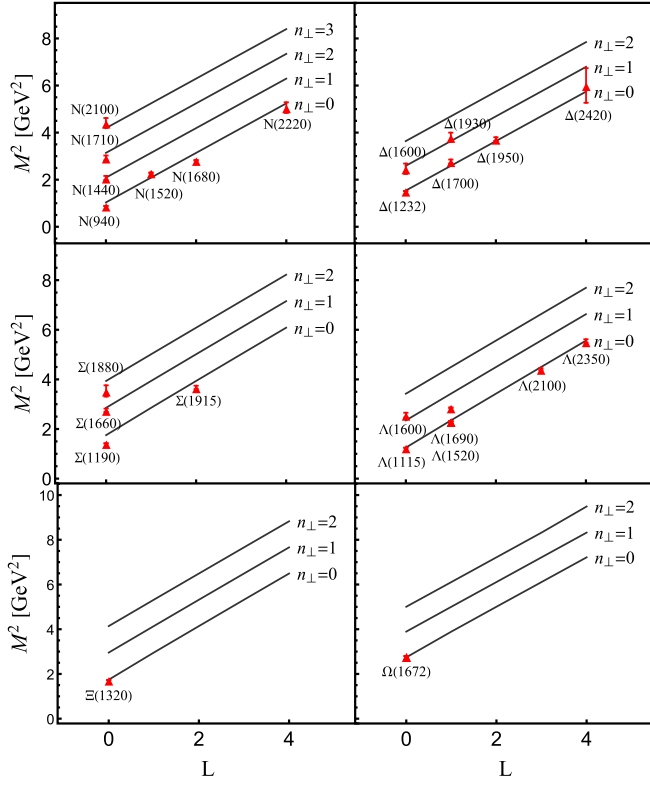 M² [GeV²]
8
6
4
2
0
n⊥=3
n⊥=2
n⊥=1
n⊥=0
N(2100)
N(1710)
N(1440)
N(940)
N(1520)
N(1680)
N(2220)
n⊥=2
n⊥=1
n⊥=0
Δ(1600)
Δ(1930)
Δ(2420)
Δ(1950)
Δ(1700)
Δ(1232)
M² [GeV²]
8
6
4
2
0
n⊥=2
n⊥=1
n⊥=0
Σ(1880)
Σ(1660)
Σ(1915)
Σ(1190)
n⊥=2
n⊥=1
n⊥=0
Λ(2350)
Λ(2100)
Λ(1600)
Λ(1690)
Λ(1520)
Λ(1115)
M² [GeV²]
10
8
6
4
2
0
n⊥=2
n⊥=1
n⊥=0
Ξ(1320)
n⊥=2
n⊥=1
n⊥=0
Ω(1672)
0 2 4
0 2 4
L
L